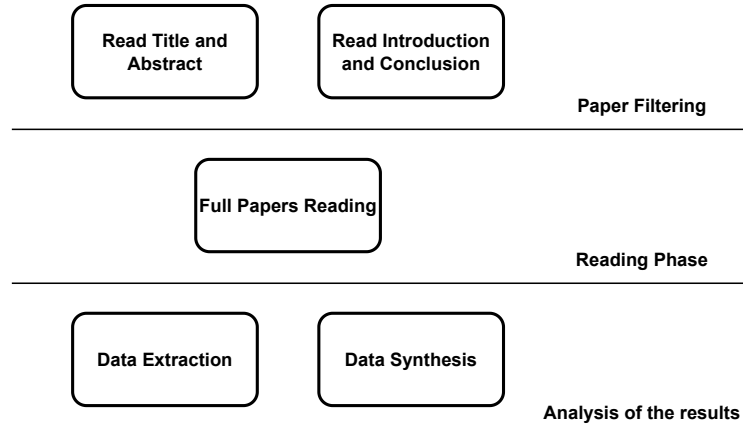 Read Title and
Abstract
Read Introduction
and Conclusion
Paper Filtering
Full Papers Reading
Reading Phase
Data Extraction
Data Synthesis
Analysis of the results